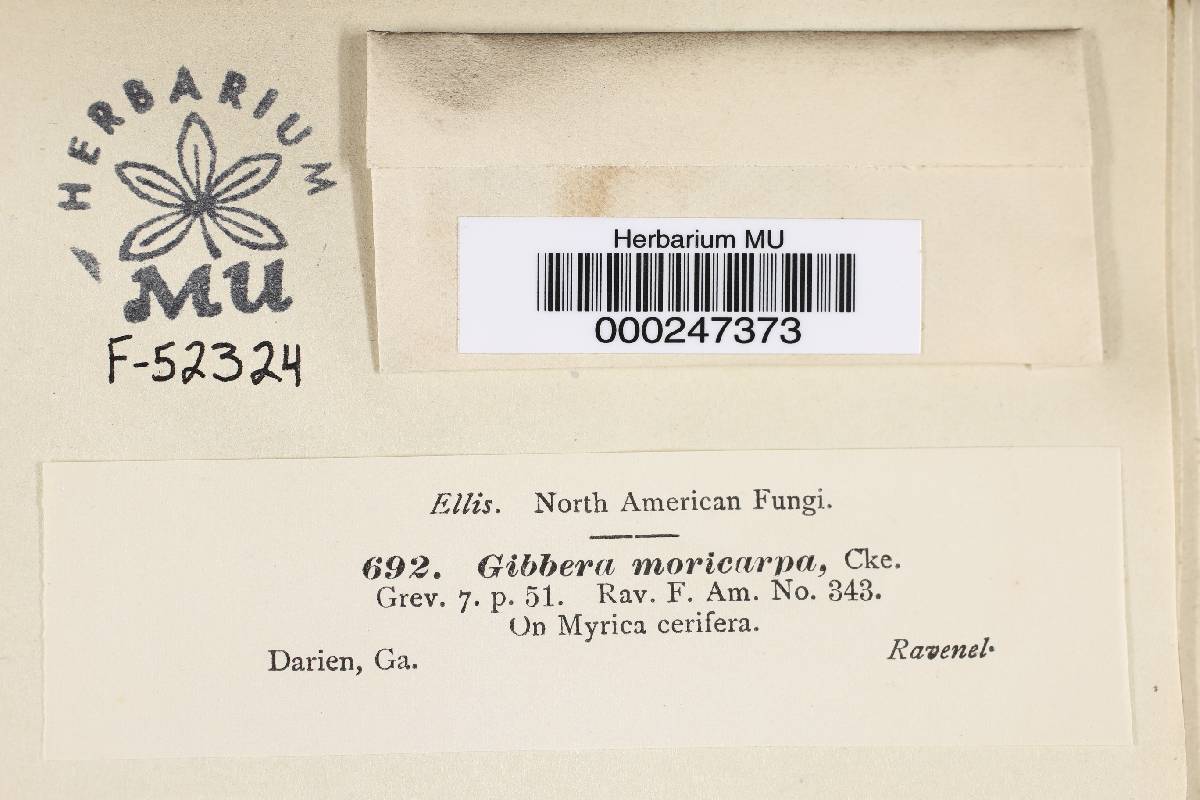 HERBARIUM
MU
F-52324
Herbarium MU
000247373
Ellis. North American Fungi.
692. Gibbera moricarpa, Cke.
Grev. 7. p. 51. Rav. F. Am. No. 343.
On Myrica cerifera.
Darien, Ga.
Ravenel.